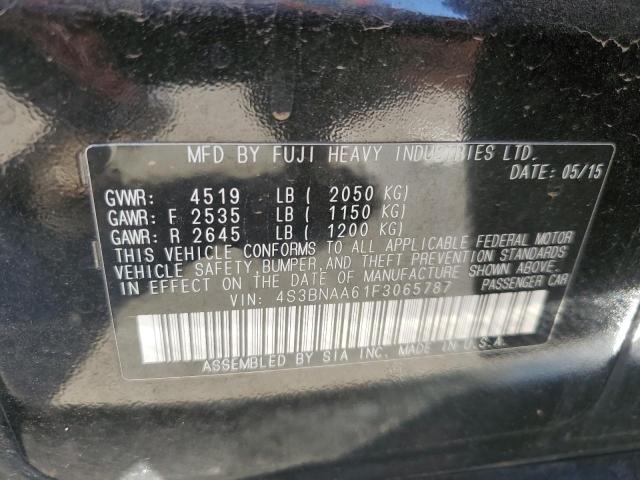 MFD BY FUJI HEAVY INDUSTRIES LTD.
DATE: 05/15
GVWR: 4519 LB ( 2050 KG)
GAWR: F 2535 LB ( 1150 KG)
GAWR: R 2645 LB ( 1200 KG)
THIS VEHICLE CONFORMS TO ALL APPLICABLE FEDERAL MOTOR
VEHICLE SAFETY,BUMPER,AND THEFT PREVENTION STANDARDS
IN EFFECT ON THE DATE OF MANUFACTURE SHOWN ABOVE.
VIN: 4S3BNAA61F3065787 PASSENGER CAR
ASSEMBLED BY SIA INC. MADE IN U.S.A.